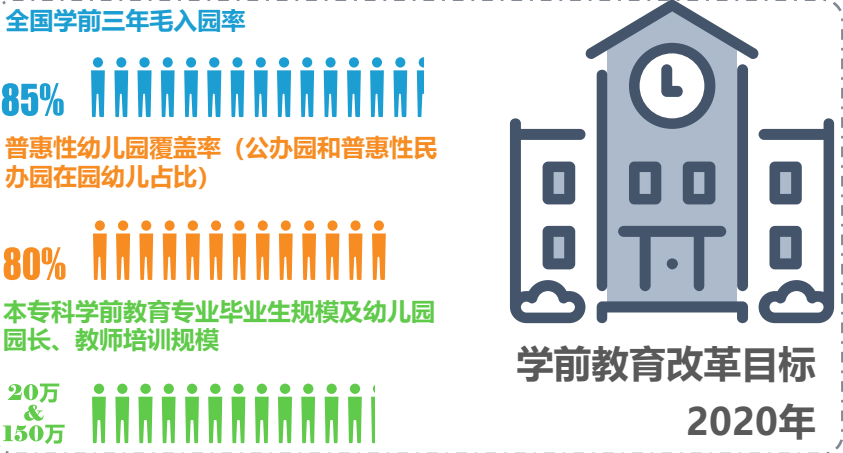 全国学前三年毛入园率
85%
普惠性幼儿园覆盖率（公办园和普惠性民
办园在园幼儿占比）
80%
本专科学前教育专业毕业生规模及幼儿园
园长、教师培训规模
20万
&
150万
学前教育改革目标
2020年